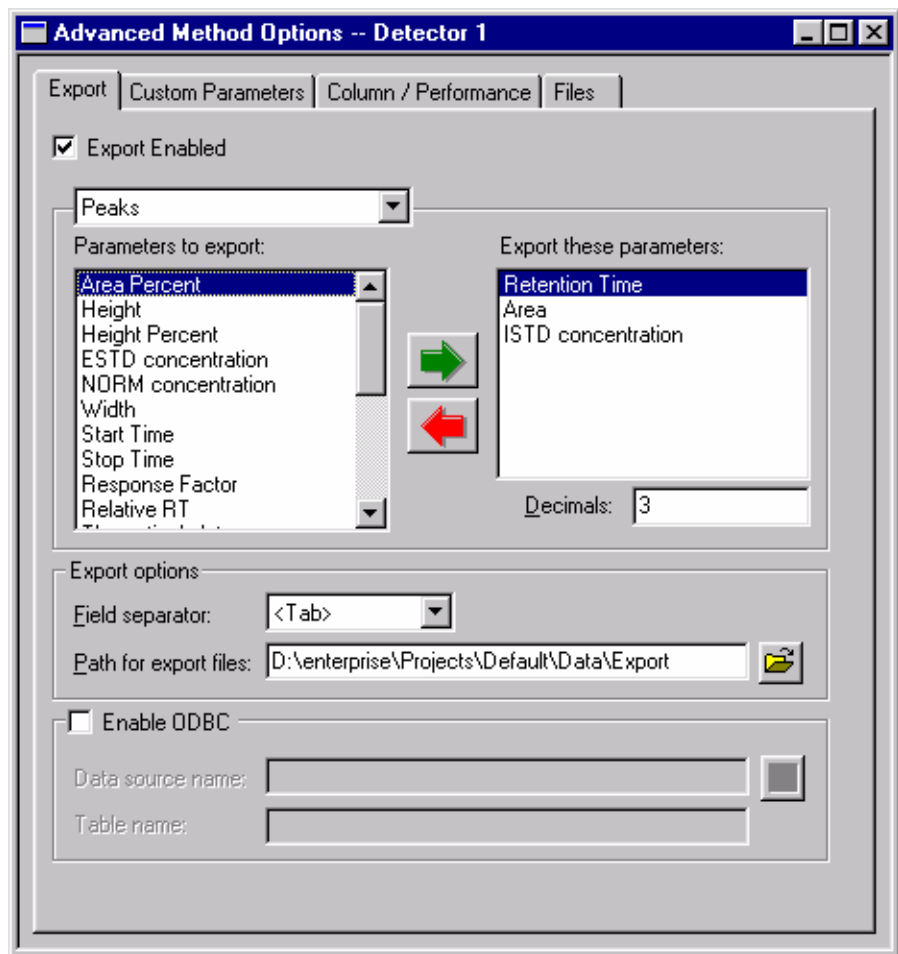 Advanced Method Options -- Detector 1
Export
Custom Parameters
Column / Performance
Files
Export Enabled
Peaks
Parameters to export:
Area Percent
Height
Height Percent
ESTD concentration
NORM concentration
Width
Start Time
Stop Time
Response Factor
Relative RT
Export these parameters:
Retention Time
Area
ISTD concentration
Decimals: 3
Export options
Field separator: <Tab>
Path for export files: D:\enterprise\Projects\Default\Data\Export
Enable ODBC
Data source name:
Table name: